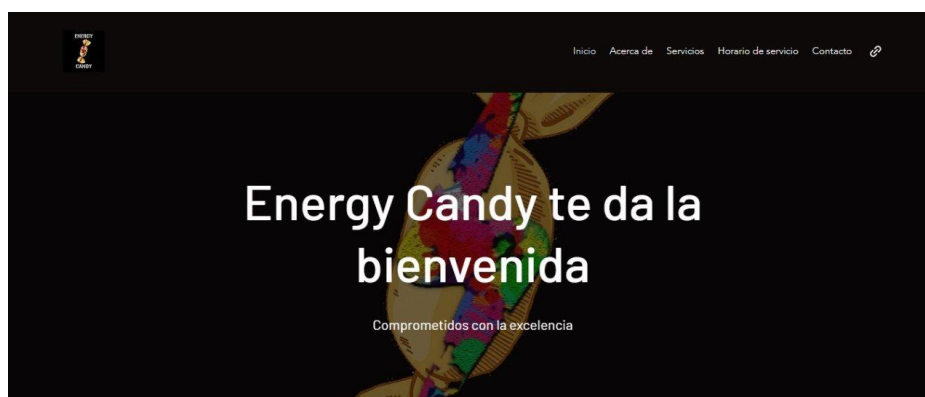 ENERGY
CANDY
Inicio Acerca de Servicios Horario de servicio Contacto
Energy Candy te da la
bienvenida
Comprometidos con la excelencia